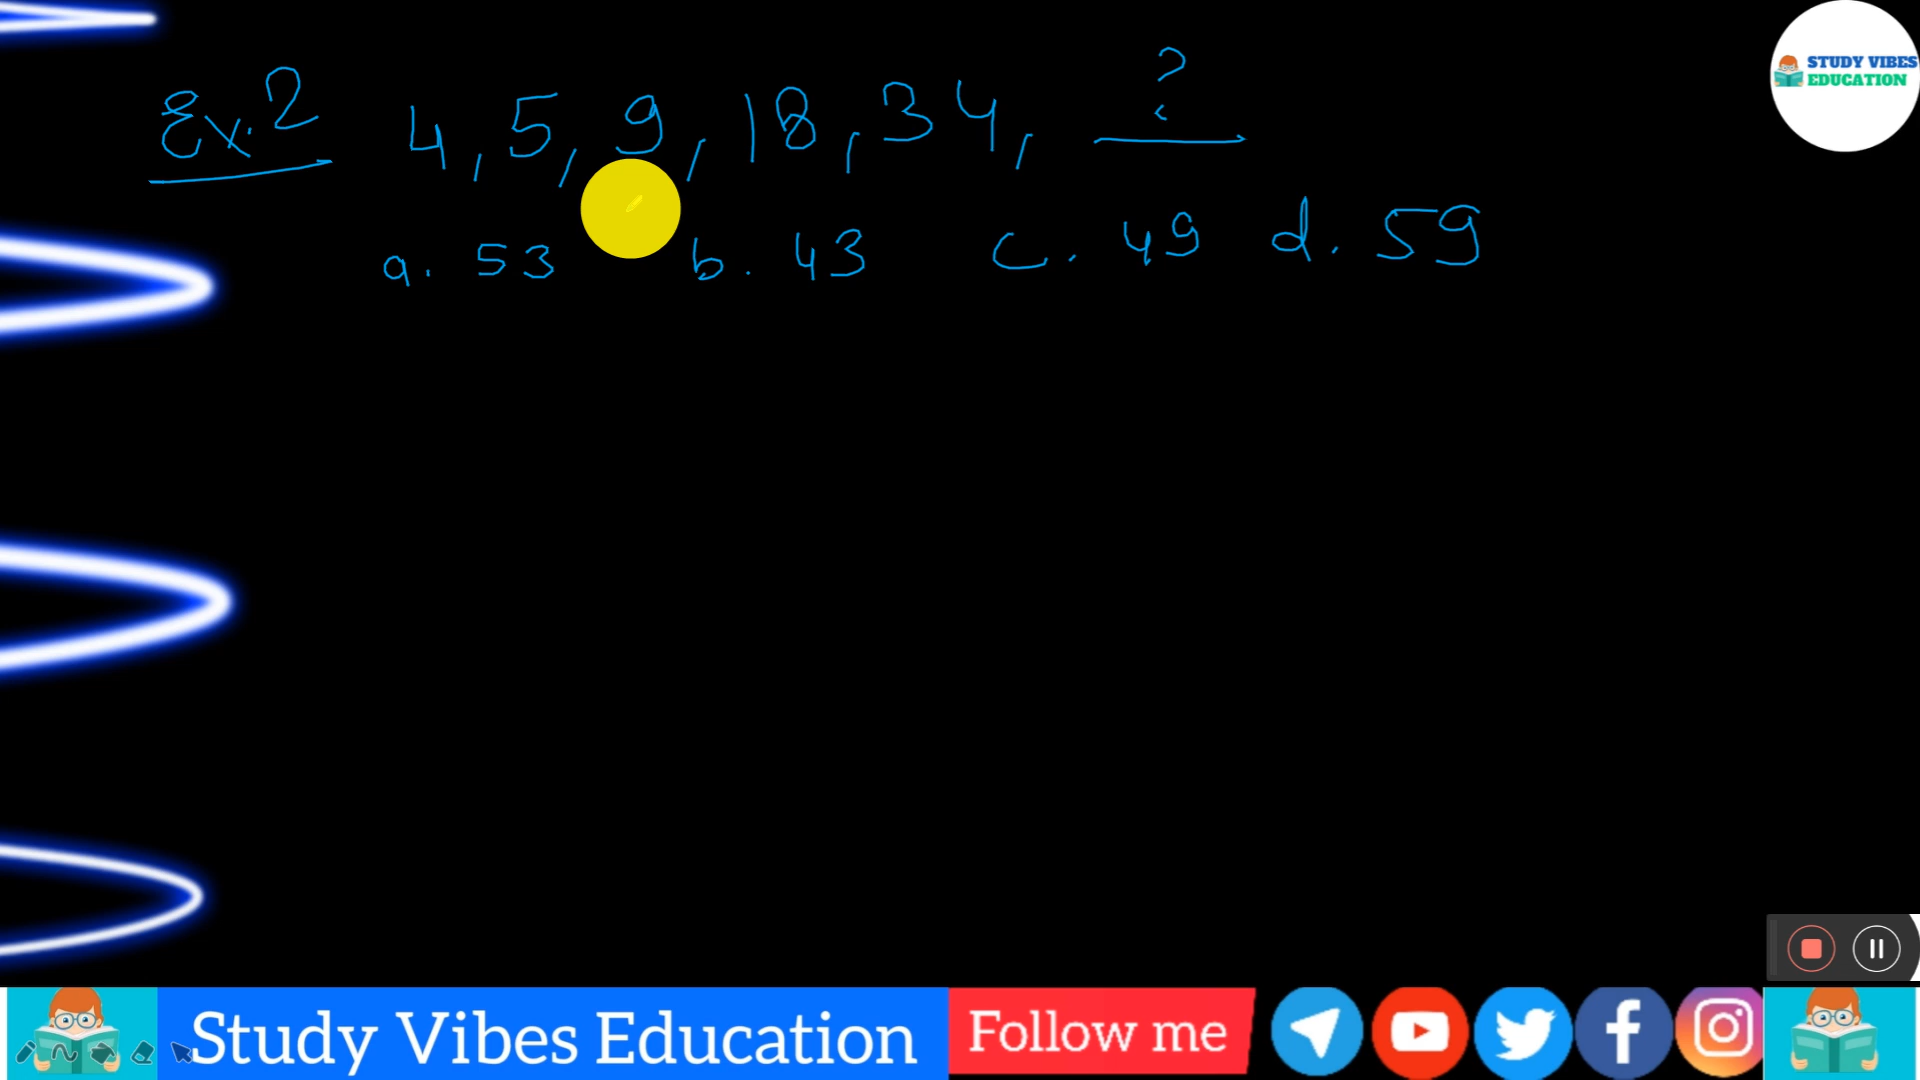 STUDY VIBES
EDUCATION
Ex.2 4, 5, 9, 18, 34, ?
a. 53 b. 43 c. 49 d. 59
Study Vibes Education Follow me